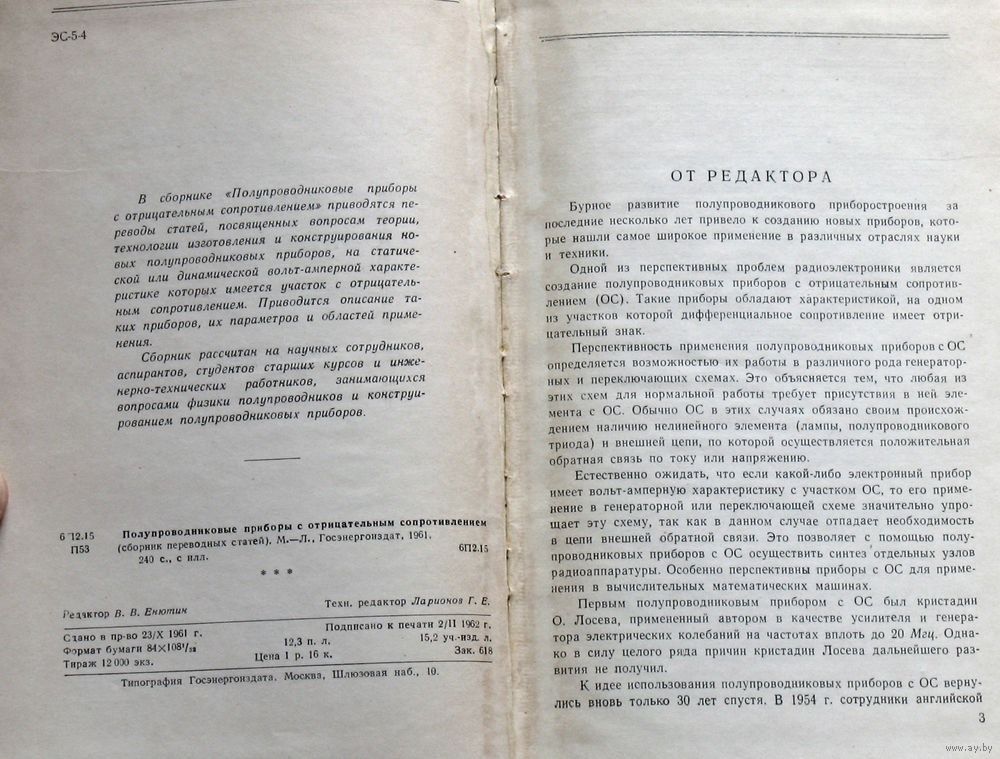 ЭС-5-4
В сборнике «Полупроводниковые приборы
с отрицательным сопротивлением» приводятся пе-
реводы статей, посвященных вопросам теории,
технологии изготовления и конструирования но-
вых полупроводниковых приборов, на статиче-
ской или динамической вольт-амперной характе-
ристике которых имеется участок с отрицатель-
ным сопротивлением. Приводится описание та-
ких приборов, их параметров и областей приме-
нения.
Сборник рассчитан на научных сотрудников,
аспирантов, студентов старших курсов и инже-
нерно-технических работников, занимающихся
вопросами физики полупроводников и конструи-
рованием полупроводниковых приборов.
6П2.15 Полупроводниковые приборы с отрицательным сопротивлением
П53 (сборник переводных статей), М.—Л., Госэнергоиздат, 1961,
240 с., с илл. 6П2.15
* * *
Редактор В. В. Енютин Техн. редактор Ларионов Г. Е.
Сдано в пр-во 23/X 1961 г. Подписано к печати 2/II 1962 г.
Формат бумаги 84×108¹/₃₂ 12,3 п. л. 15,2 уч.-изд. л.
Тираж 12 000 экз. Цена 1 р. 16 к. Зак. 618
Типография Госэнергоиздата. Москва, Шлюзовая наб., 10.
ОТ РЕДАКТОРА
Бурное развитие полупроводникового приборостроения за
последние несколько лет привело к созданию новых приборов, кото-
рые нашли самое широкое применение в различных отраслях науки
и техники.
Одной из перспективных проблем радиоэлектроники является
создание полупроводниковых приборов с отрицательным сопротив-
лением (ОС). Такие приборы обладают характеристикой, на одном
из участков которой дифференциальное сопротивление имеет отри-
цательный знак.
Перспективность применения полупроводниковых приборов с ОС
определяется возможностью их работы в различного рода генератор-
ных и переключающих схемах. Это объясняется тем, что любая из
этих схем для нормальной работы требует присутствия в ней эле-
мента с ОС. Обычно ОС в этих случаях обязано своим происхож-
дением наличию нелинейного элемента (лампы, полупроводникового
триода) и внешней цепи, по которой осуществляется положительная
обратная связь по току или напряжению.
Естественно ожидать, что если какой-либо электронный прибор
имеет вольт-амперную характеристику с участком ОС, то его приме-
нение в генераторной или переключающей схеме значительно упро-
щает эту схему, так как в данном случае отпадает необходимость
в цепи внешней обратной связи. Это позволяет с помощью полу-
проводниковых приборов с ОС осуществить синтез отдельных узлов
радиоаппаратуры. Особенно перспективны приборы с ОС для приме-
нения в вычислительных математических машинах.
Первым полупроводниковым прибором с ОС был кристадин
О. Лосева, примененный автором в качестве усилителя и генера-
тора электрических колебаний на частотах вплоть до 20 Мгц. Одна-
ко в силу целого ряда причин кристадин Лосева дальнейшего раз-
вития не получил.
К идее использования полупроводниковых приборов с ОС верну-
лись вновь только 30 лет спустя. В 1954 г. сотрудники английской
3
www.ay.by